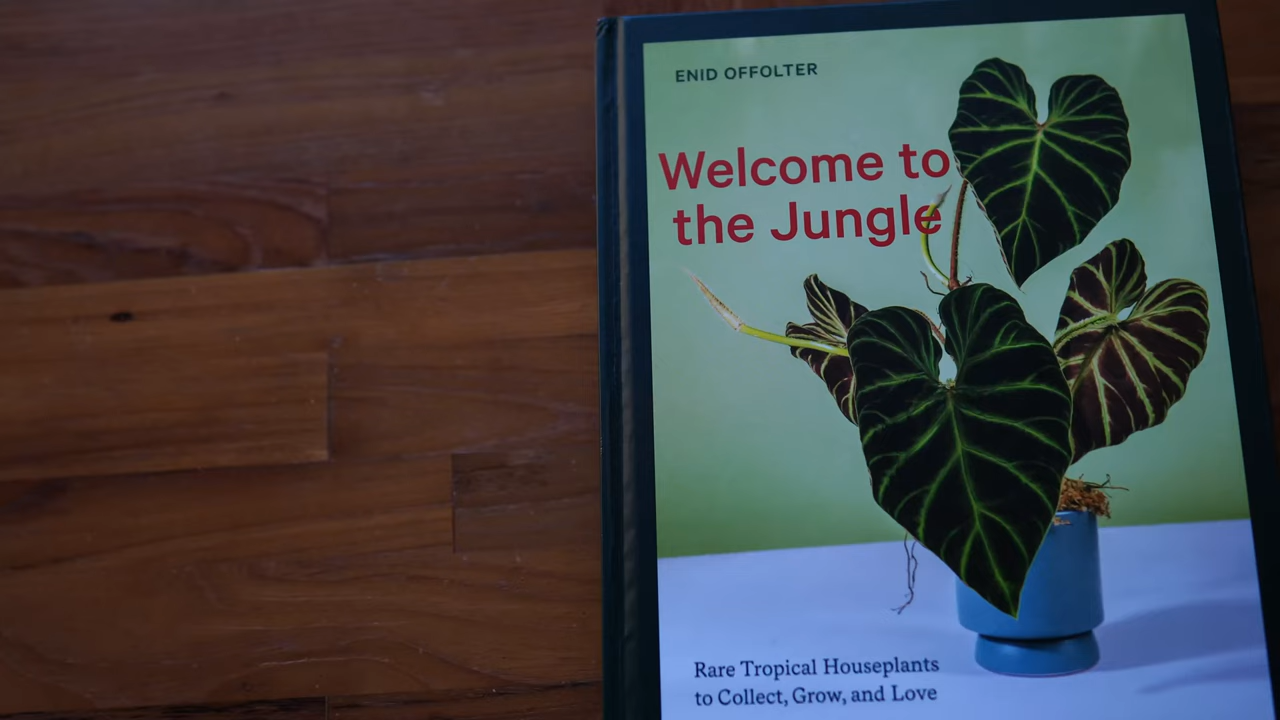 ENID OFFOLTER
Welcome to
the Jungle
Rare Tropical Houseplants
to Collect, Grow, and Love